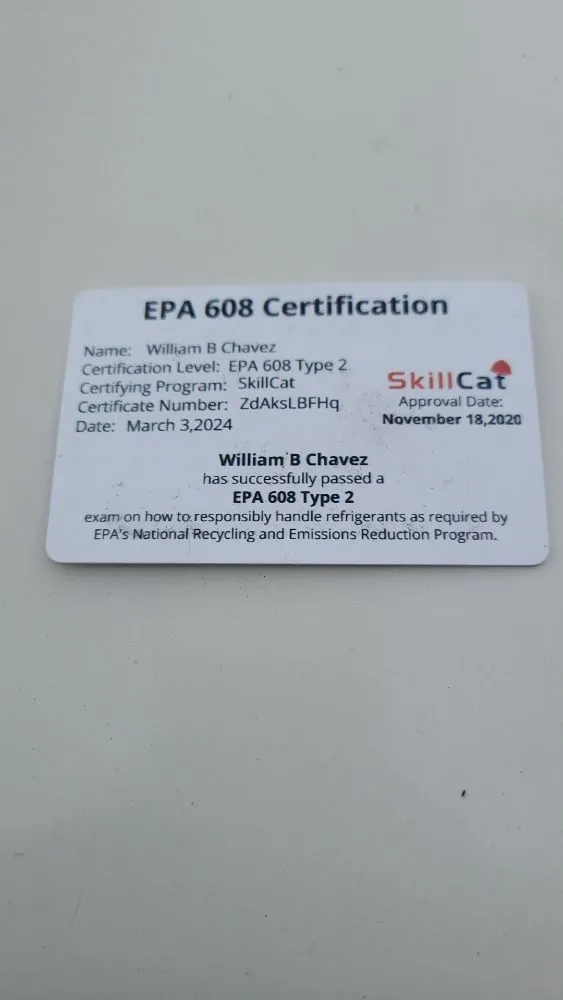 EPA 608 Certification
Name: William B Chavez
Certification Level: EPA 608 Type 2
Certifying Program: SkillCat
Certificate Number: ZdAksLBFHq
Date: March 3,2024
SkillCat
Approval Date:
November 18,2020
William B Chavez
has successfully passed a
EPA 608 Type 2
exam on how to responsibly handle refrigerants as required by
EPA's National Recycling and Emissions Reduction Program.